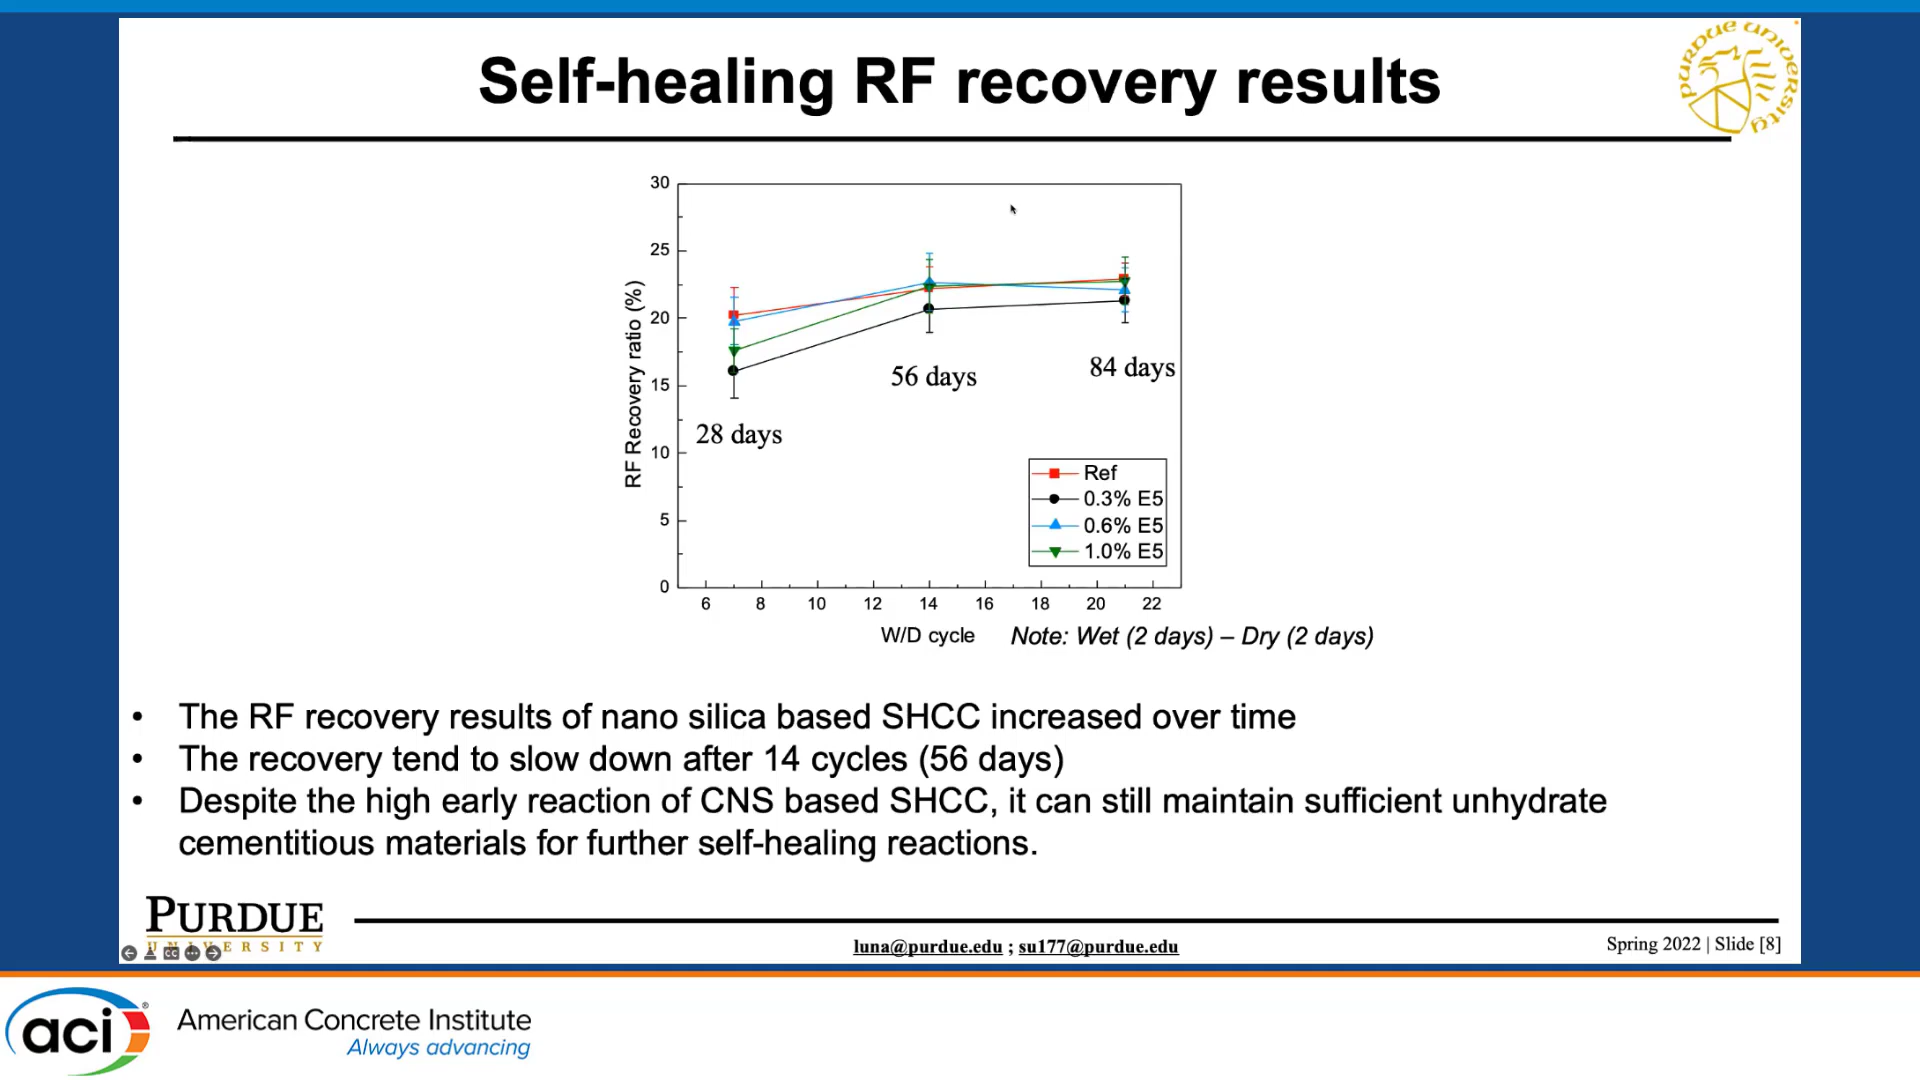 Self-healing RF recovery results
PURDUE UNIVERSITY
30
25
20
15
10
5
0
RF Recovery ratio (%)
28 days
56 days
84 days
Ref
0.3% E5
0.6% E5
1.0% E5
6 8 10 12 14 16 18 20 22
W/D cycle
Note: Wet (2 days) – Dry (2 days)
• The RF recovery results of nano silica based SHCC increased over time
• The recovery tend to slow down after 14 cycles (56 days)
• Despite the high early reaction of CNS based SHCC, it can still maintain sufficient unhydrate
cementitious materials for further self-healing reactions.
PURDUE
UNIVERSITY
CC
luna@purdue.edu ; su177@purdue.edu
Spring 2022 | Slide [8]
aci®
American Concrete Institute
Always advancing